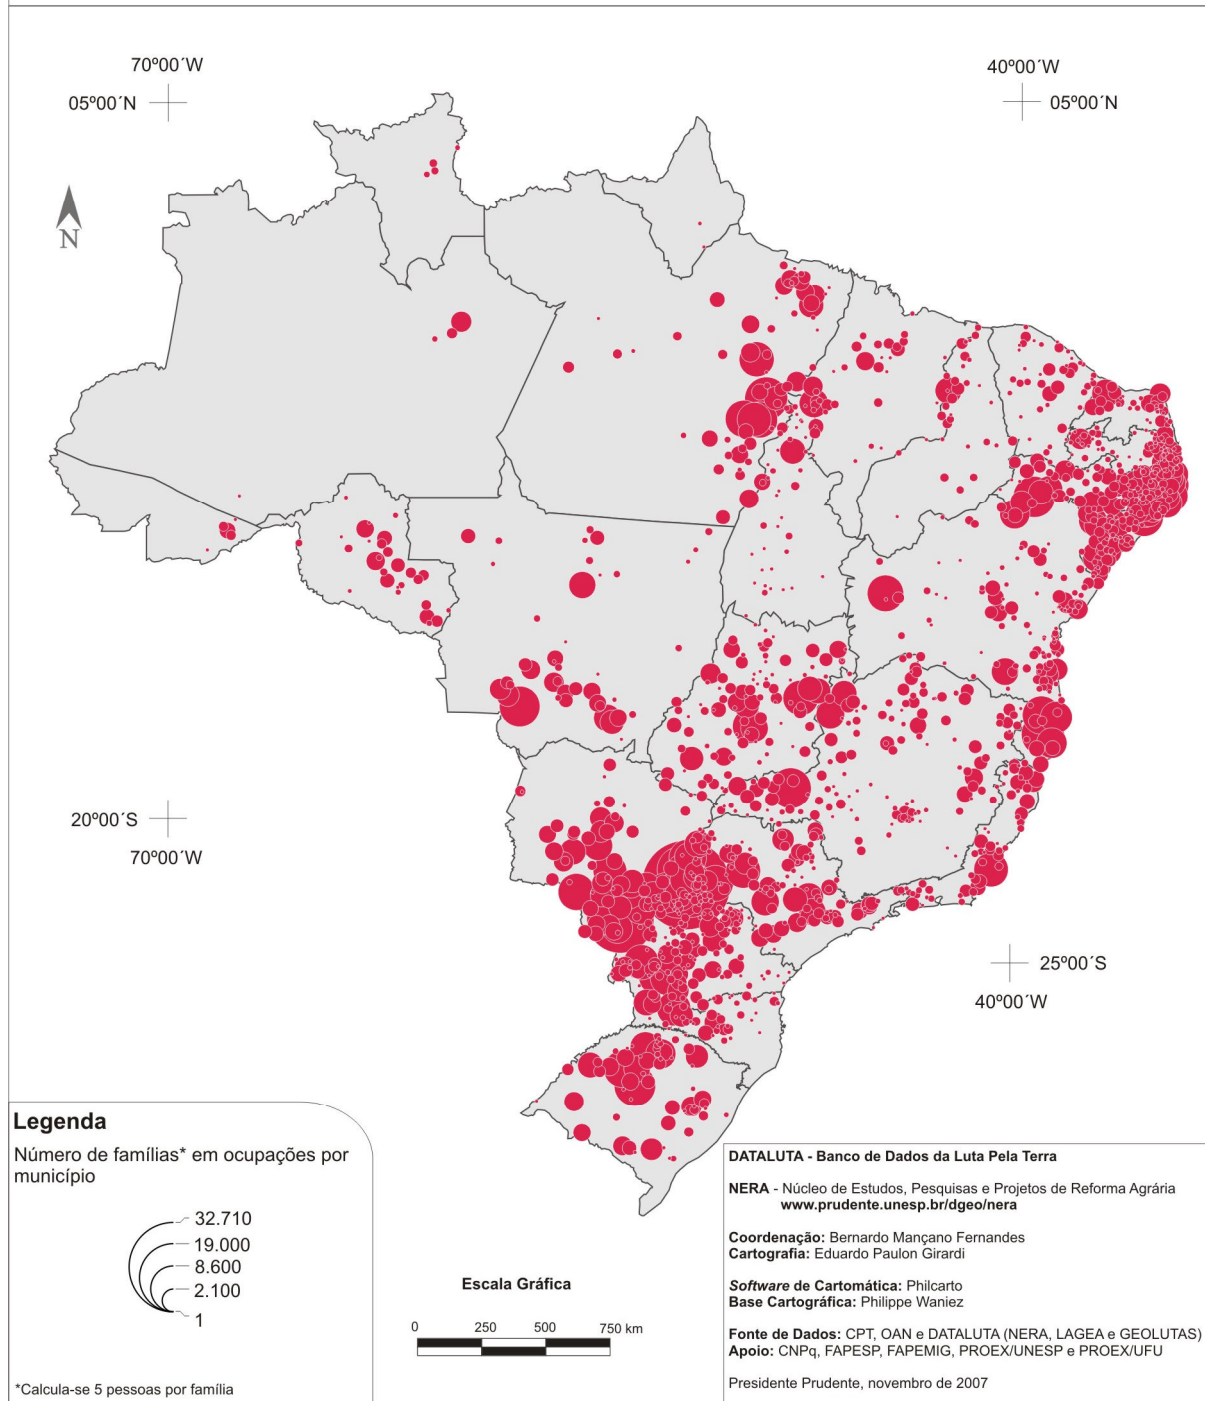 70º00´W
40º00´W
05º00´N
05º00´N
N
20º00´S
70º00´W
25º00´S
40º00´W
Legenda
Número de famílias* em ocupações por
município
32.710
19.000
8.600
2.100
1
*Calcula-se 5 pessoas por família
Escala Gráfica
0 250 500 750 km
DATALUTA - Banco de Dados da Luta Pela Terra
NERA - Núcleo de Estudos, Pesquisas e Projetos de Reforma Agrária
www.prudente.unesp.br/dgeo/nera
Coordenação: Bernardo Mançano Fernandes
Cartografia: Eduardo Paulon Girardi
Software de Cartomática: Philcarto
Base Cartográfica: Philippe Waniez
Fonte de Dados: CPT, OAN e DATALUTA (NERA, LAGEA e GEOLUTAS)
Apoio: CNPq, FAPESP, FAPEMIG, PROEX/UNESP e PROEX/UFU
Presidente Prudente, novembro de 2007